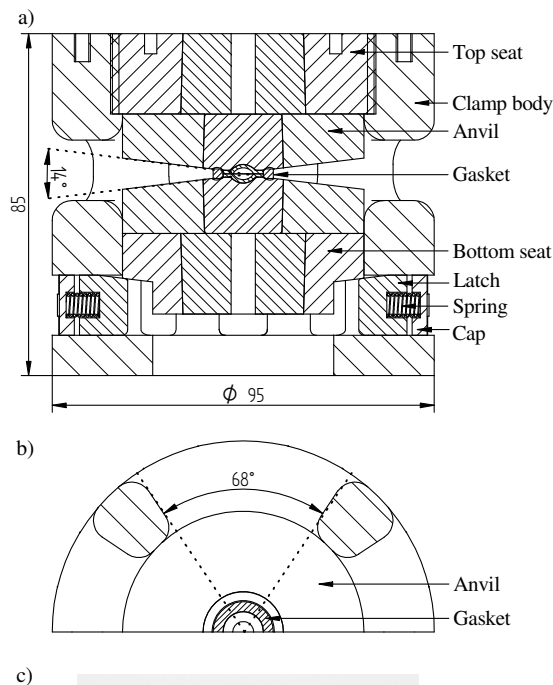 a)
Top seat
Clamp body
Anvil
14°
Gasket
85
Bottom seat
Latch
Spring
Cap
ϕ 95
b)
68°
Anvil
Gasket
c)